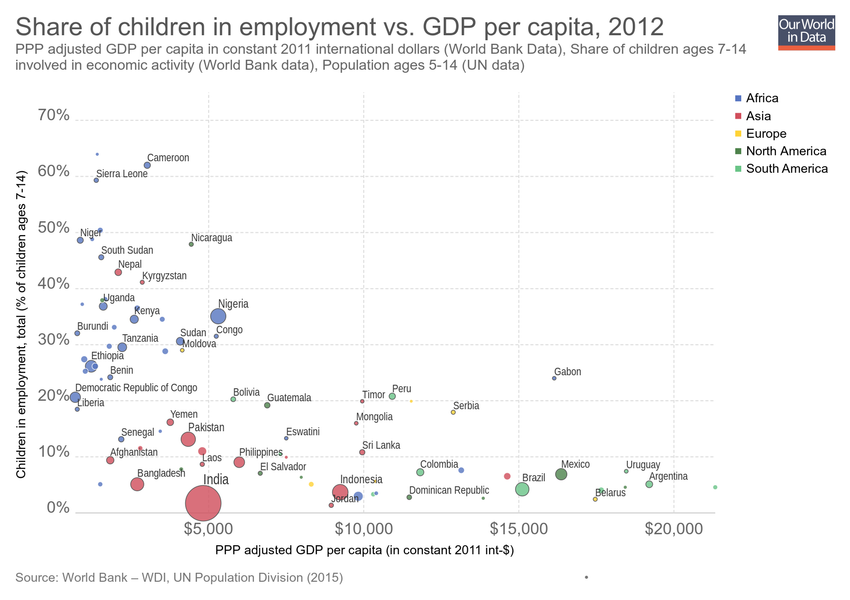 Share of children in employment vs. GDP per capita, 2012
Our World
in Data
PPP adjusted GDP per capita in constant 2011 international dollars (World Bank Data), Share of children ages 7-14
involved in economic activity (World Bank data), Population ages 5-14 (UN data)
Africa
Asia
Europe
North America
South America
Children in employment, total (% of children ages 7-14)
70%
60%
50%
40%
30%
20%
10%
0%
Cameroon
Sierra Leone
Niger
Nicaragua
South Sudan
Nepal
Kyrgyzstan
Uganda
Nigeria
Kenya
Burundi
Sudan
Congo
Tanzania
Moldova
Ethiopia
Benin
Gabon
Democratic Republic of Congo
Bolivia
Timor
Peru
Liberia
Guatemala
Serbia
Yemen
Mongolia
Pakistan
Senegal
Eswatini
Afghanistan
Laos
Philippines
Sri Lanka
Bangladesh
El Salvador
Colombia
Mexico
Uruguay
India
Indonesia
Brazil
Argentina
Jordan
Dominican Republic
Belarus
$5,000
$10,000
$15,000
$20,000
PPP adjusted GDP per capita (in constant 2011 int-$)
Source: World Bank – WDI, UN Population Division (2015)